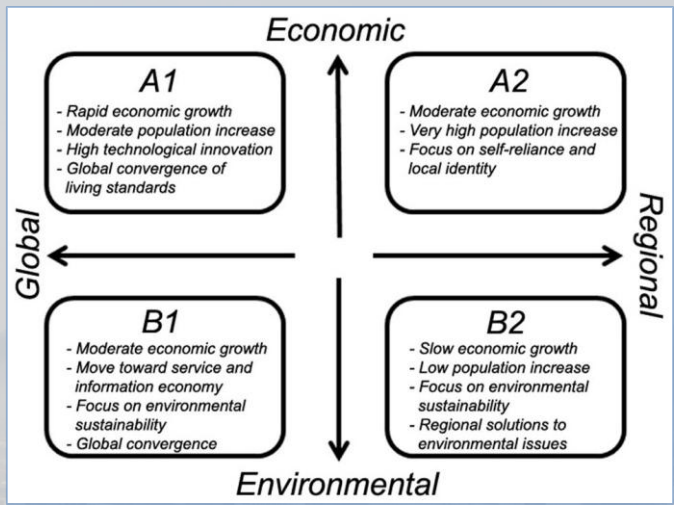 Economic
A1
- Rapid economic growth
- Moderate population increase
- High technological innovation
- Global convergence of
living standards
A2
- Moderate economic growth
- Very high population increase
- Focus on self-reliance and
local identity
Global
Regional
B1
- Moderate economic growth
- Move toward service and
information economy
- Focus on environmental
sustainability
- Global convergence
B2
- Slow economic growth
- Low population increase
- Focus on environmental
sustainability
- Regional solutions to
environmental issues
Environmental